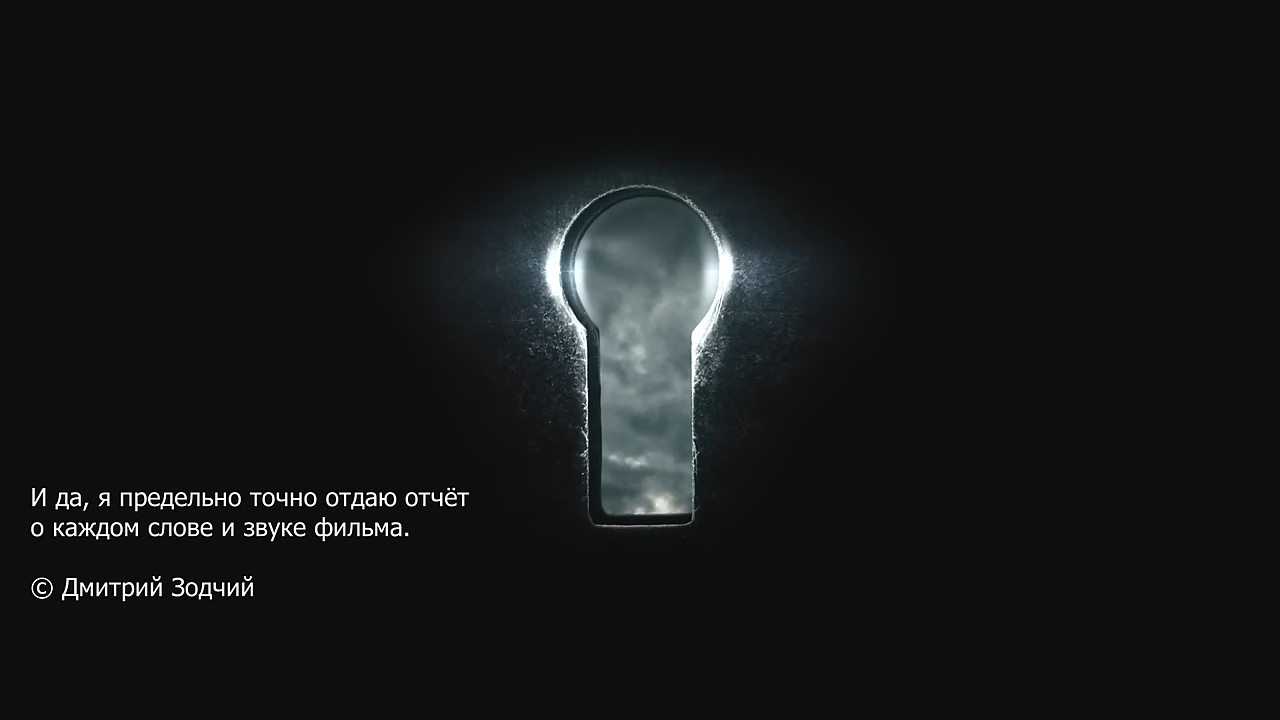 И да, я предельно точно отдаю отчёт
о каждом слове и звуке фильма.
© Дмитрий Зодчий